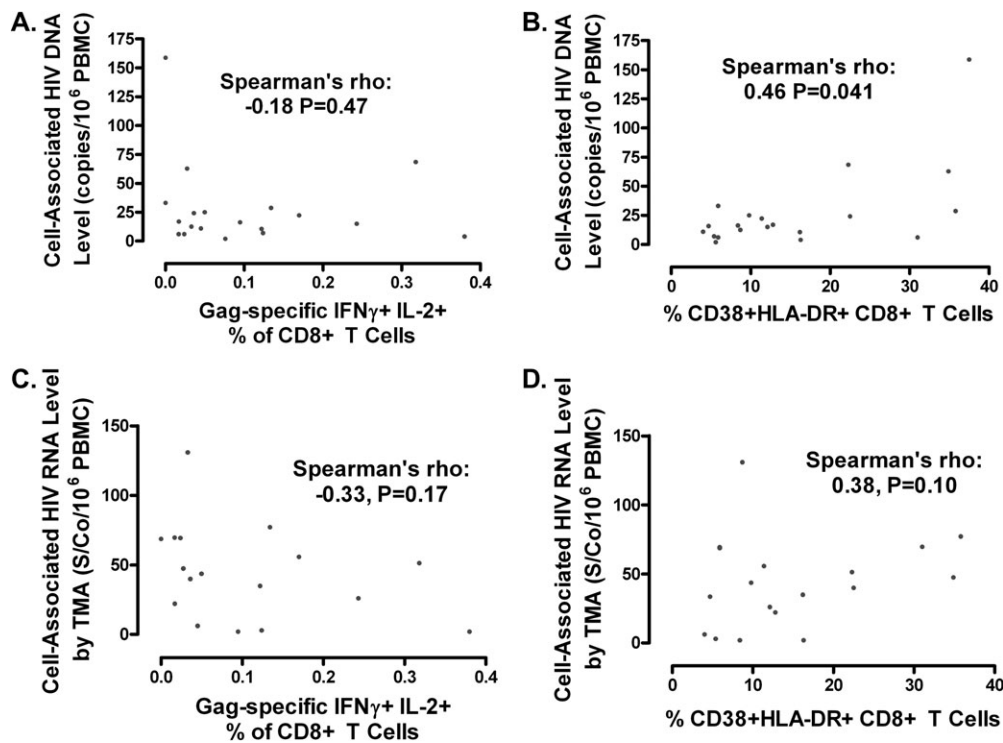 A.
Cell-Associated HIV DNA
Level (copies/10⁶ PBMC)
175
150
125
100
75
50
25
0
Spearman's rho:
-0.18 P=0.47
0.0 0.1 0.2 0.3 0.4
Gag-specific IFNγ+ IL-2+
% of CD8+ T Cells
B.
Cell-Associated HIV DNA
Level (copies/10⁶ PBMC)
175
150
125
100
75
50
25
0
Spearman's rho:
0.46 P=0.041
0 10 20 30 40
% CD38+HLA-DR+ CD8+ T Cells
C.
Cell-Associated HIV RNA Level
by TMA (S/Co/10⁶ PBMC)
150
100
50
0
Spearman's rho:
-0.33, P=0.17
0.0 0.1 0.2 0.3 0.4
Gag-specific IFNγ+ IL-2+
% of CD8+ T Cells
D.
Cell-Associated HIV RNA Level
by TMA (S/Co/10⁶ PBMC)
150
100
50
0
Spearman's rho:
0.38, P=0.10
0 10 20 30 40
% CD38+HLA-DR+ CD8+ T Cells